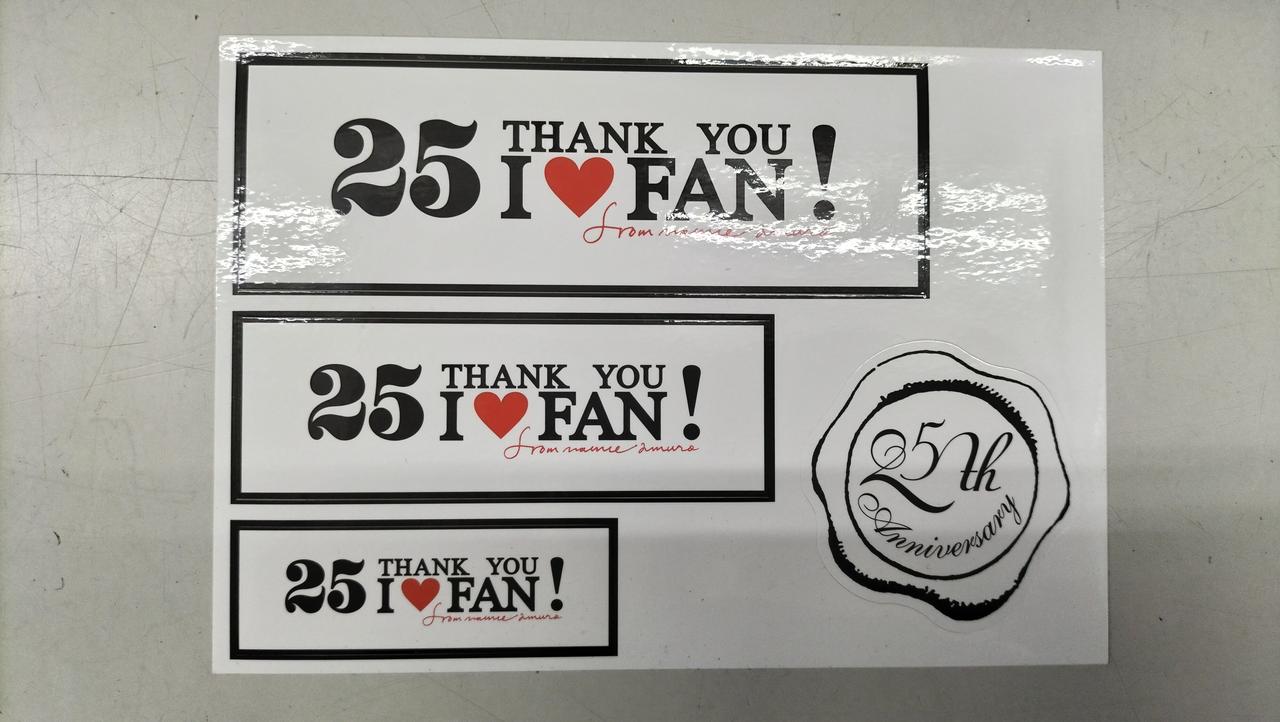 25 THANK YOU
I ♥ FAN!
from namie amuro
25 THANK YOU
I ♥ FAN!
from namie amuro
25 THANK YOU
I ♥ FAN!
from namie amuro
25th
Anniversary